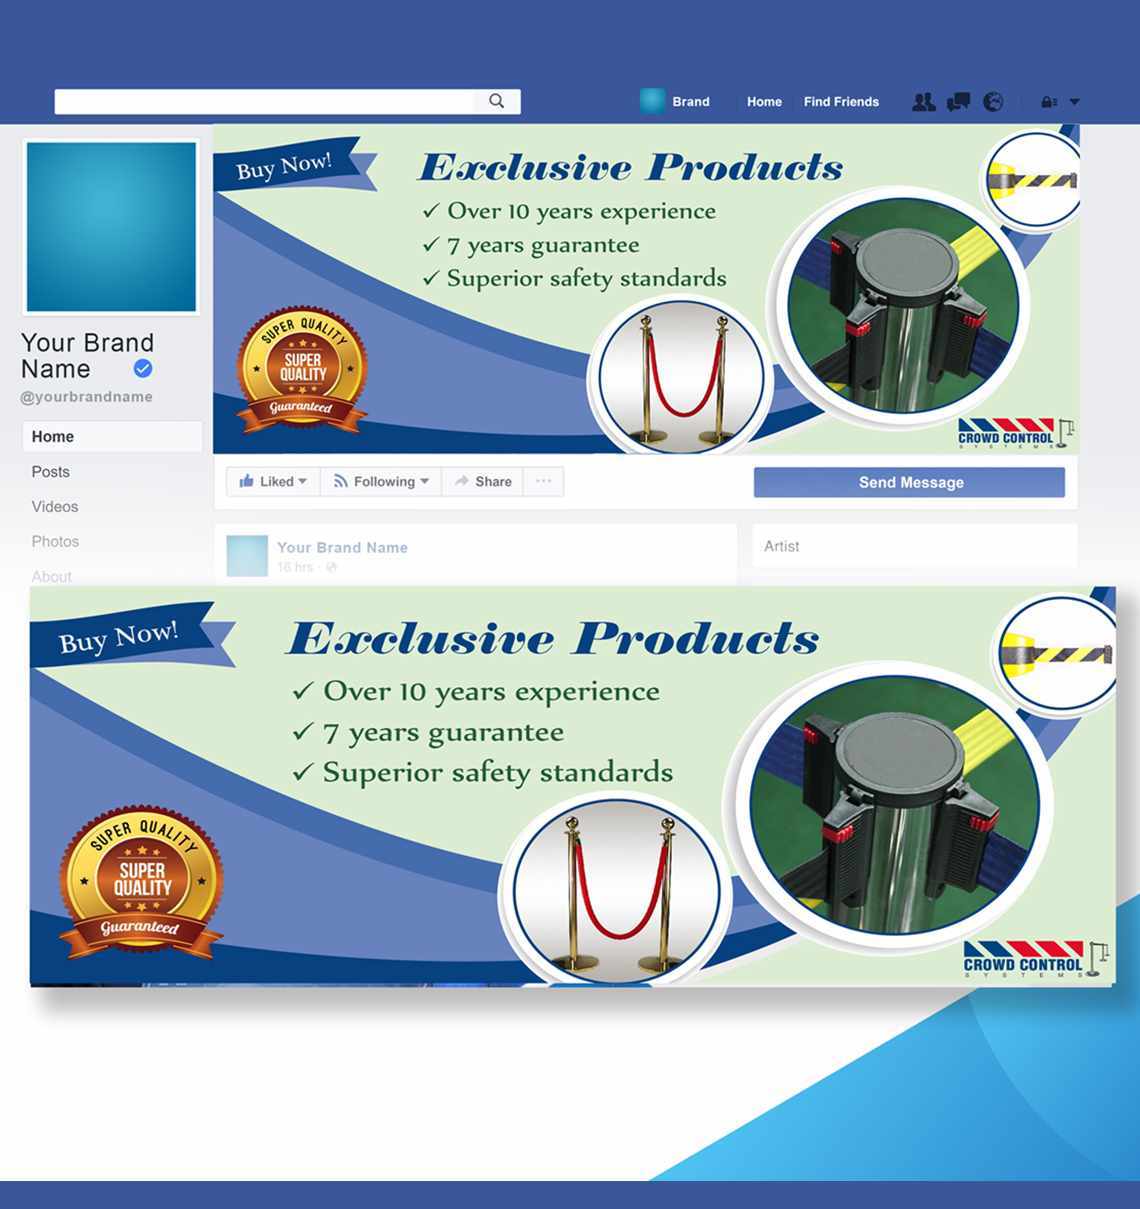 Brand
Home
Find Friends
Your Brand
Name
@yourbrandname
Home
Posts
Videos
Photos
About
Buy Now!
Exclusive Products
✓ Over 10 years experience
✓ 7 years guarantee
✓ Superior safety standards
SUPER QUALITY
SUPER
QUALITY
Guaranteed
CROWD CONTROL
SYSTEMS
Liked
Following
Share
Send Message
Your Brand Name
16 hrs
Artist
Buy Now!
Exclusive Products
✓ Over 10 years experience
✓ 7 years guarantee
✓ Superior safety standards
SUPER QUALITY
SUPER
QUALITY
Guaranteed
CROWD CONTROL
SYSTEMS